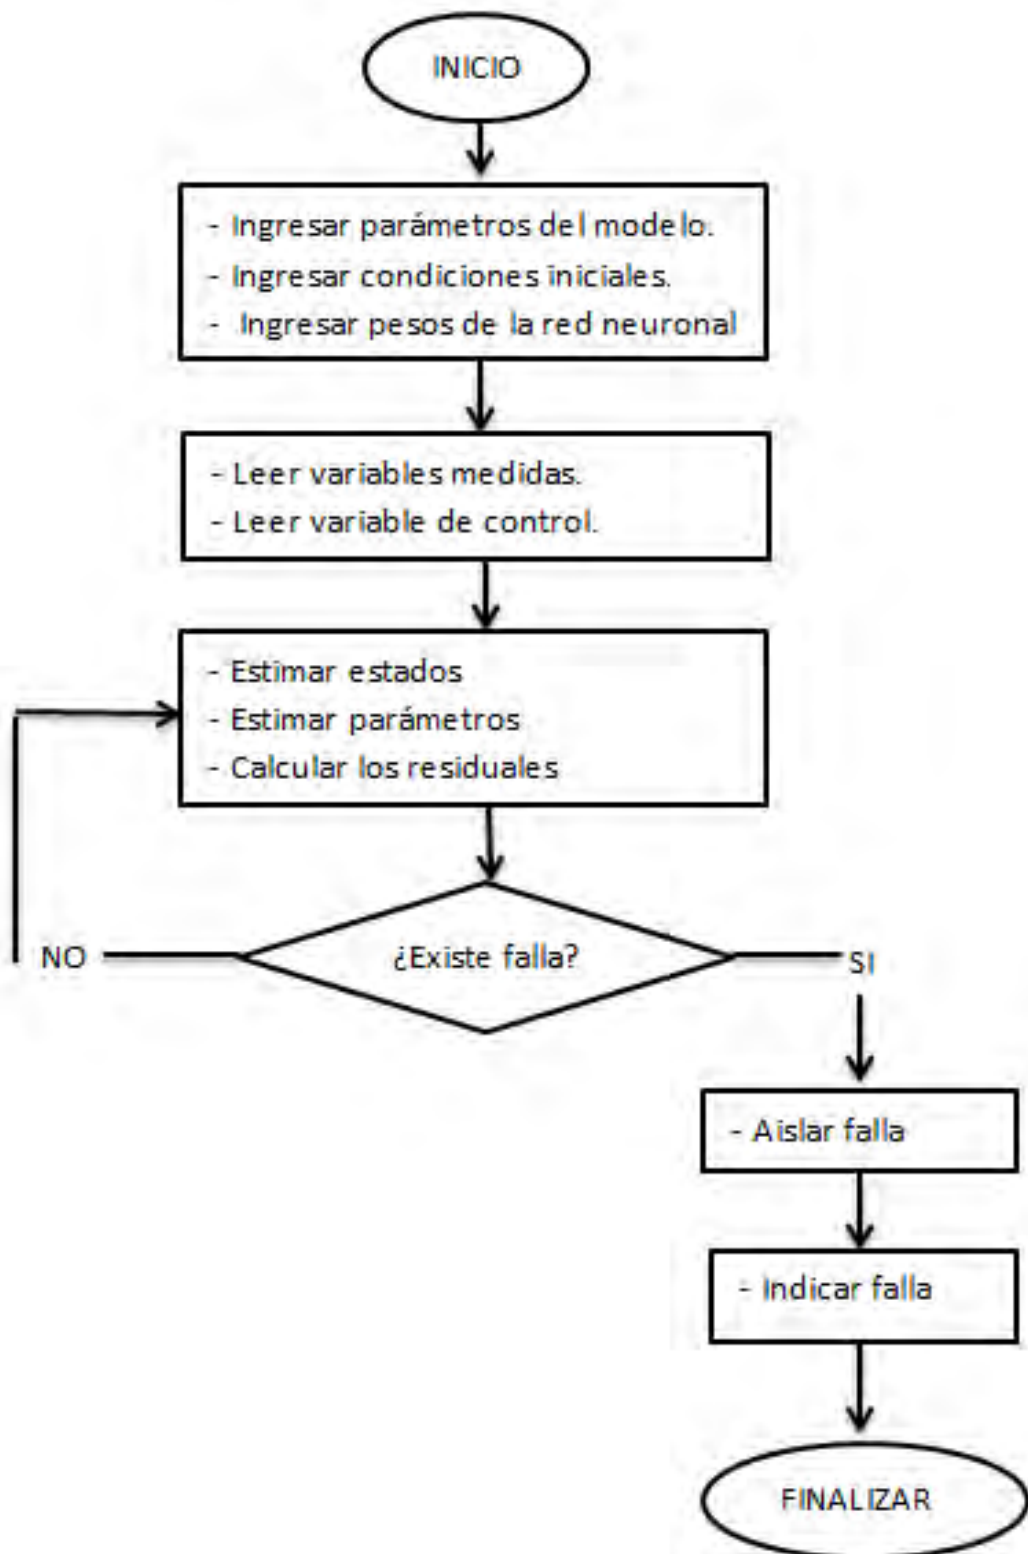 INICIO
- Ingresar parámetros del modelo.
- Ingresar condiciones iniciales.
- Ingresar pesos de la red neuronal
- Leer variables medidas.
- Leer variable de control.
- Estimar estados
- Estimar parámetros
- Calcular los residuales
¿Existe falla?
NO
SI
- Aislar falla
- Indicar falla
FINALIZAR